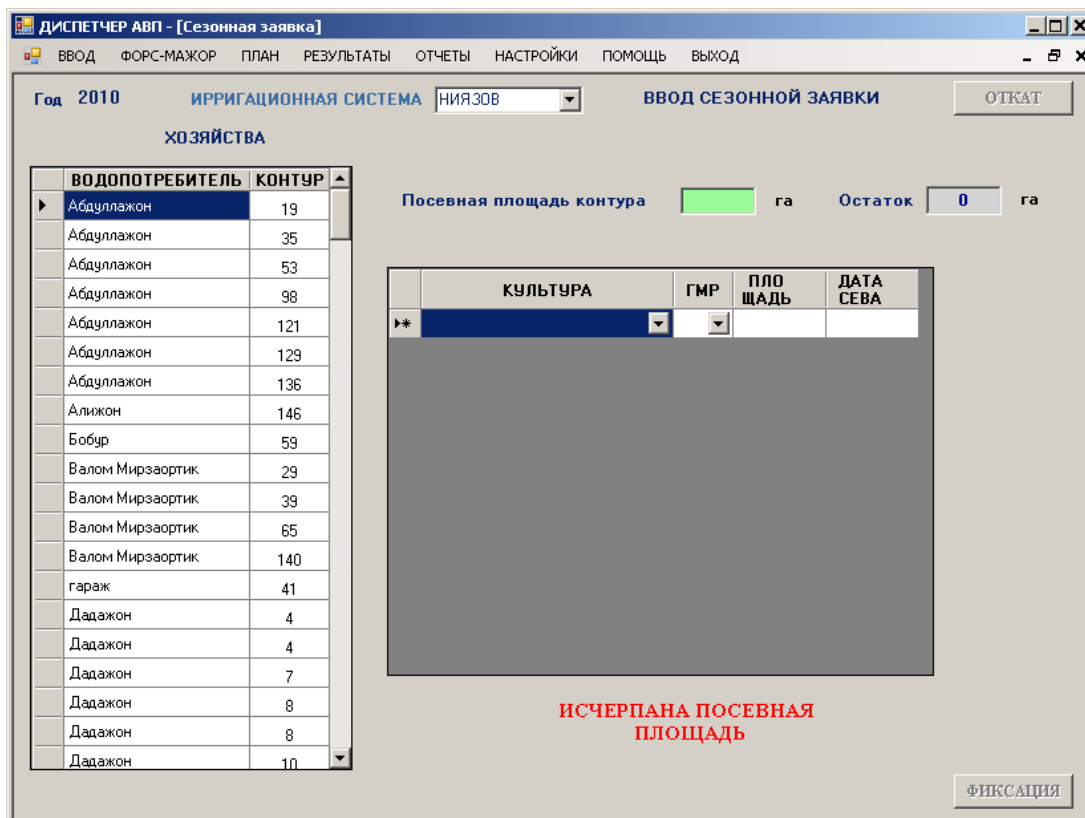 ДИСПЕТЧЕР АВП - [Сезонная заявка]
ВВОД ФОРС-МАЖОР ПЛАН РЕЗУЛЬТАТЫ ОТЧЕТЫ НАСТРОЙКИ ПОМОЩЬ ВЫХОД
Год 2010 ИРРИГАЦИОННАЯ СИСТЕМА НИЯЗОВ ВВОД СЕЗОННОЙ ЗАЯВКИ ОТКАТ
ХОЗЯЙСТВА
ВОДОПОТРЕБИТЕЛЬ КОНТУР
Абдуллажон 19
Абдуллажон 35
Абдуллажон 53
Абдуллажон 98
Абдуллажон 121
Абдуллажон 129
Абдуллажон 136
Алижон 146
Бобур 59
Валом Мирзаортик 29
Валом Мирзаортик 39
Валом Мирзаортик 65
Валом Мирзаортик 140
гараж 41
Дадажон 4
Дадажон 4
Дадажон 7
Дадажон 8
Дадажон 8
Дадажон 10
Посевная площадь контура га Остаток 0 га
КУЛЬТУРА ГМР ПЛО
ЩАДЬ ДАТА
СЕВА
ИСЧЕРПАНА ПОСЕВНАЯ
ПЛОЩАДЬ
ФИКСАЦИЯ